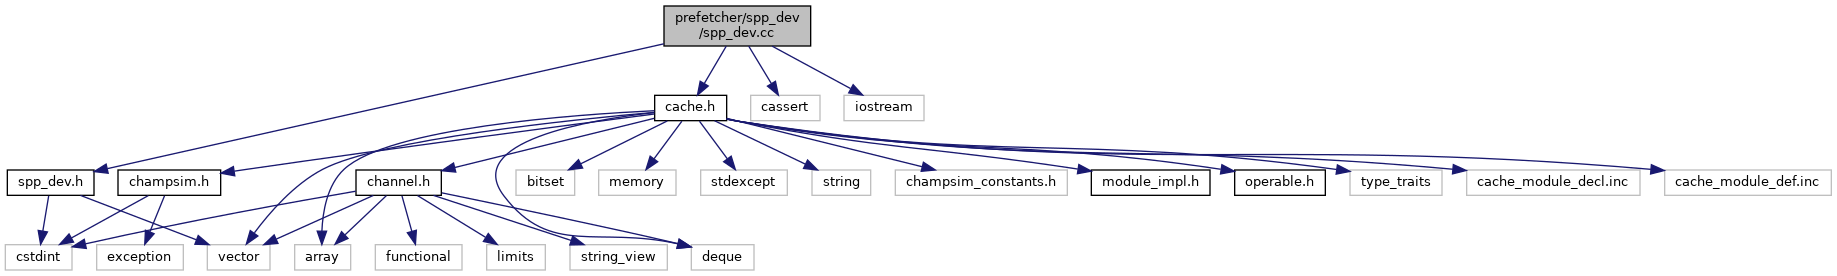 prefetcher/spp_dev
/spp_dev.cc
cache.h
cassert
iostream
spp_dev.h
champsim.h
channel.h
bitset
memory
stdexcept
string
champsim_constants.h
module_impl.h
operable.h
type_traits
cache_module_decl.inc
cache_module_def.inc
cstdint
exception
vector
array
functional
limits
string_view
deque